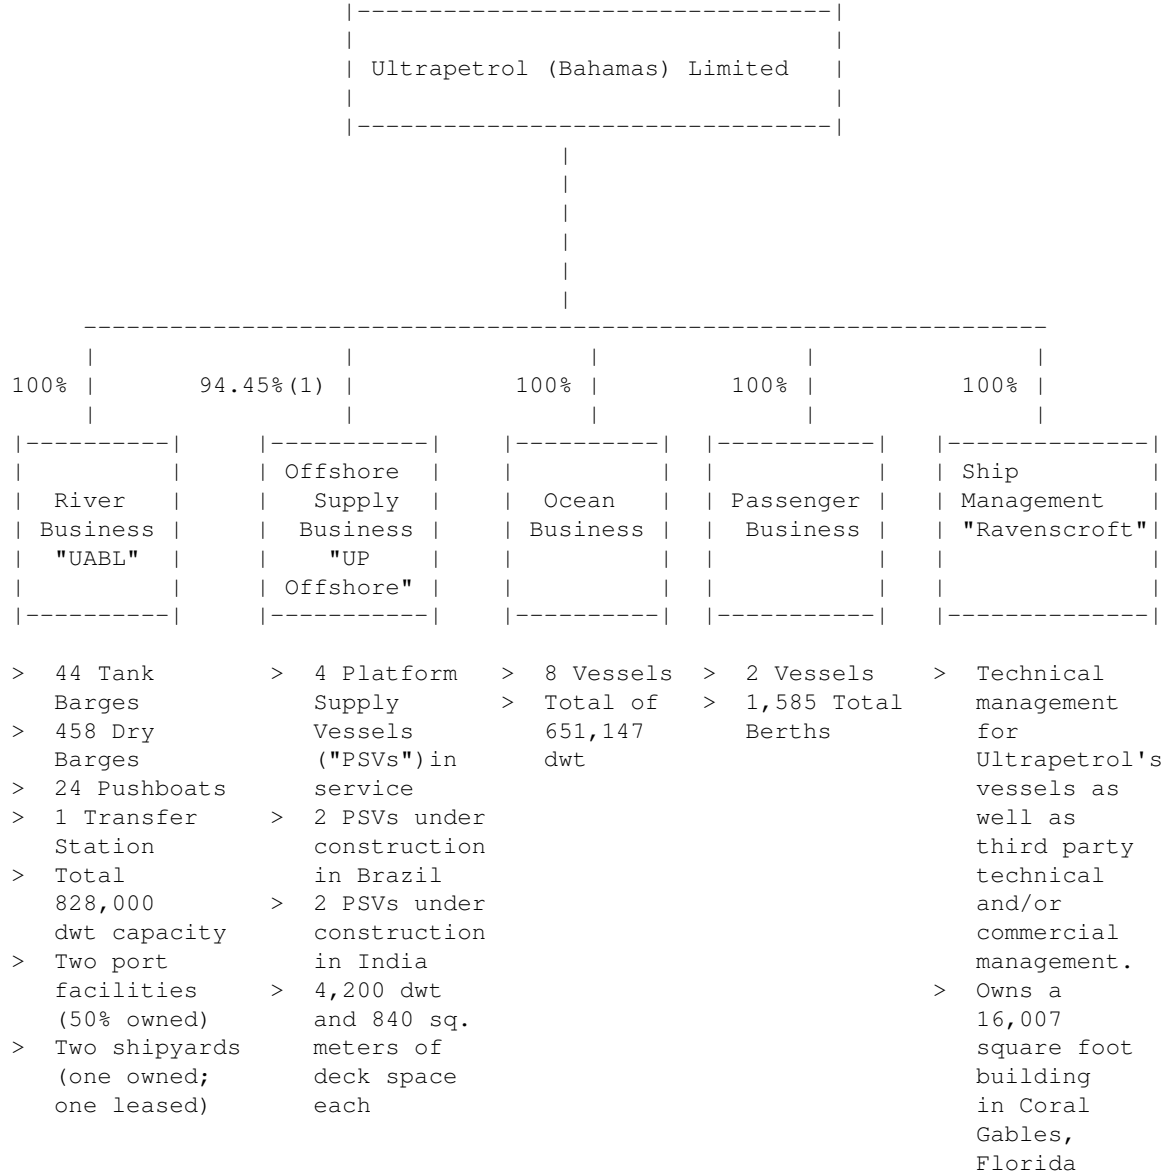 Ultrapetrol (Bahamas) Limited
100%
94.45%(1)
100%
100%
100%
River
Business
"UABL"
Offshore
Supply
Business
"UP
Offshore"
Ocean
Business
Passenger
Business
Ship
Management
"Ravenscroft"
> 44 Tank
Barges
> 458 Dry
Barges
> 24 Pushboats
> 1 Transfer
Station
> Total
828,000
dwt capacity
> Two port
facilities
(50% owned)
> Two shipyards
(one owned;
one leased)
> 4 Platform
Supply
Vessels
("PSVs")in
service
> 2 PSVs under
construction
in Brazil
> 2 PSVs under
construction
in India
> 4,200 dwt
and 840 sq.
meters of
deck space
each
> 8 Vessels
> Total of
651,147
dwt
> 2 Vessels
> 1,585 Total
Berths
> Technical
management
for
Ultrapetrol's
vessels as
well as
third party
technical
and/or
commercial
management.
> Owns a
16,007
square foot
building
in Coral
Gables,
Florida